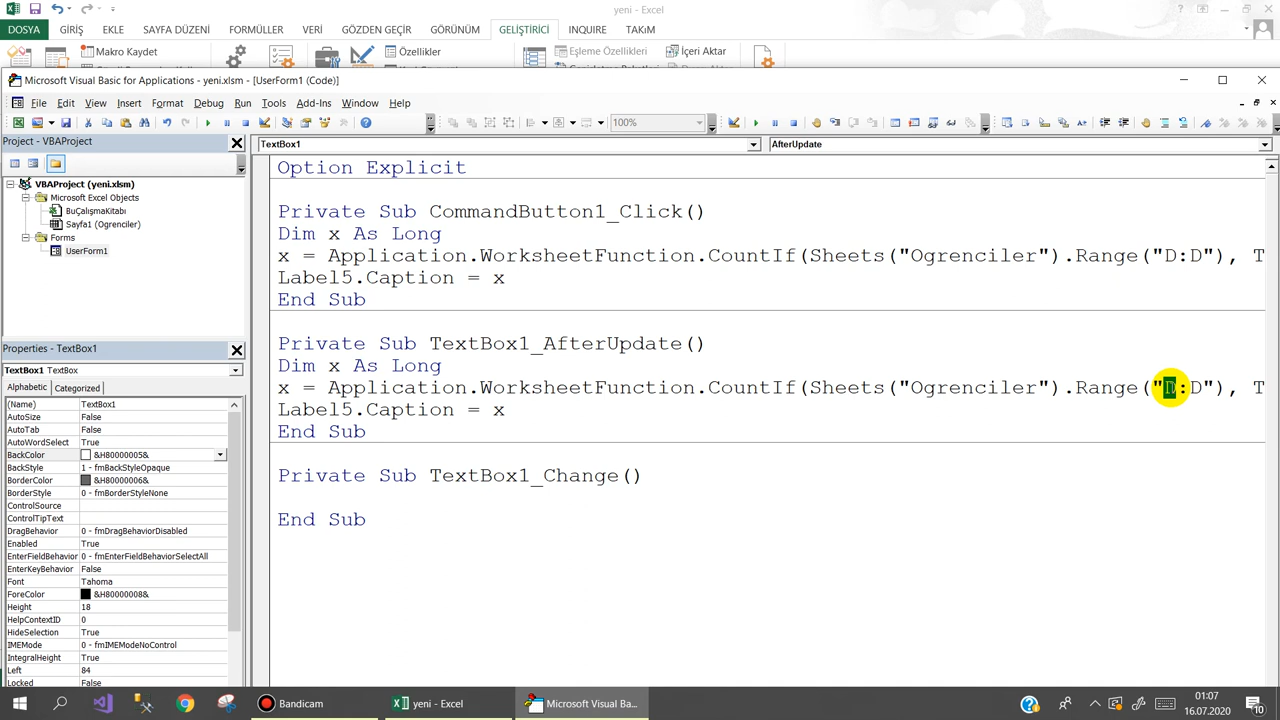 yeni - Excel
DOSYA GİRİŞ EKLE SAYFA DÜZENİ FORMÜLLER VERİ GÖZDEN GEÇİR GÖRÜNÜM GELİŞTİRİCİ INQUIRE TAKıM
Makro Kaydet
Özellikler
Eşleme Özellikleri
İçeri Aktar
Microsoft Visual Basic for Applications - yeni.xlsm - [UserForm1 (Code)]
File Edit View Insert Format Debug Run Tools Add-Ins Window Help
100%
Project - VBAProject
VBAProject (yeni.xlsm)
Microsoft Excel Objects
BuÇalışmaKitabı
Sayfa1 (Ogrenciler)
Forms
UserForm1
Properties - TextBox1
TextBox1 TextBox
Alphabetic Categorized
(Name) TextBox1
AutoSize False
AutoTab False
AutoWordSelect True
BackColor &H80000005&
BackStyle 1 - fmBackStyleOpaque
BorderColor &H80000006&
BorderStyle 0 - fmBorderStyleNone
ControlSource
ControlTipText
DragBehavior 0 - fmDragBehaviorDisabled
Enabled True
EnterFieldBehavior 0 - fmEnterFieldBehaviorSelectAll
EnterKeyBehavior False
Font Tahoma
ForeColor &H80000008&
Height 18
HelpContextID 0
HideSelection True
IMEMode 0 - fmIMEModeNoControl
IntegralHeight True
Left 84
Locked False
TextBox1 AfterUpdate
Option Explicit
Private Sub CommandButton1_Click()
Dim x As Long
x = Application.WorksheetFunction.CountIf(Sheets("Ogrenciler").Range("D:D"), T
Label5.Caption = x
End Sub
Private Sub TextBox1_AfterUpdate()
Dim x As Long
x = Application.WorksheetFunction.CountIf(Sheets("Ogrenciler").Range("D:D"), T
Label5.Caption = x
End Sub
Private Sub TextBox1_Change()
End Sub
Bandicam
yeni - Excel
Microsoft Visual Ba...
01:07
16.07.2020
10